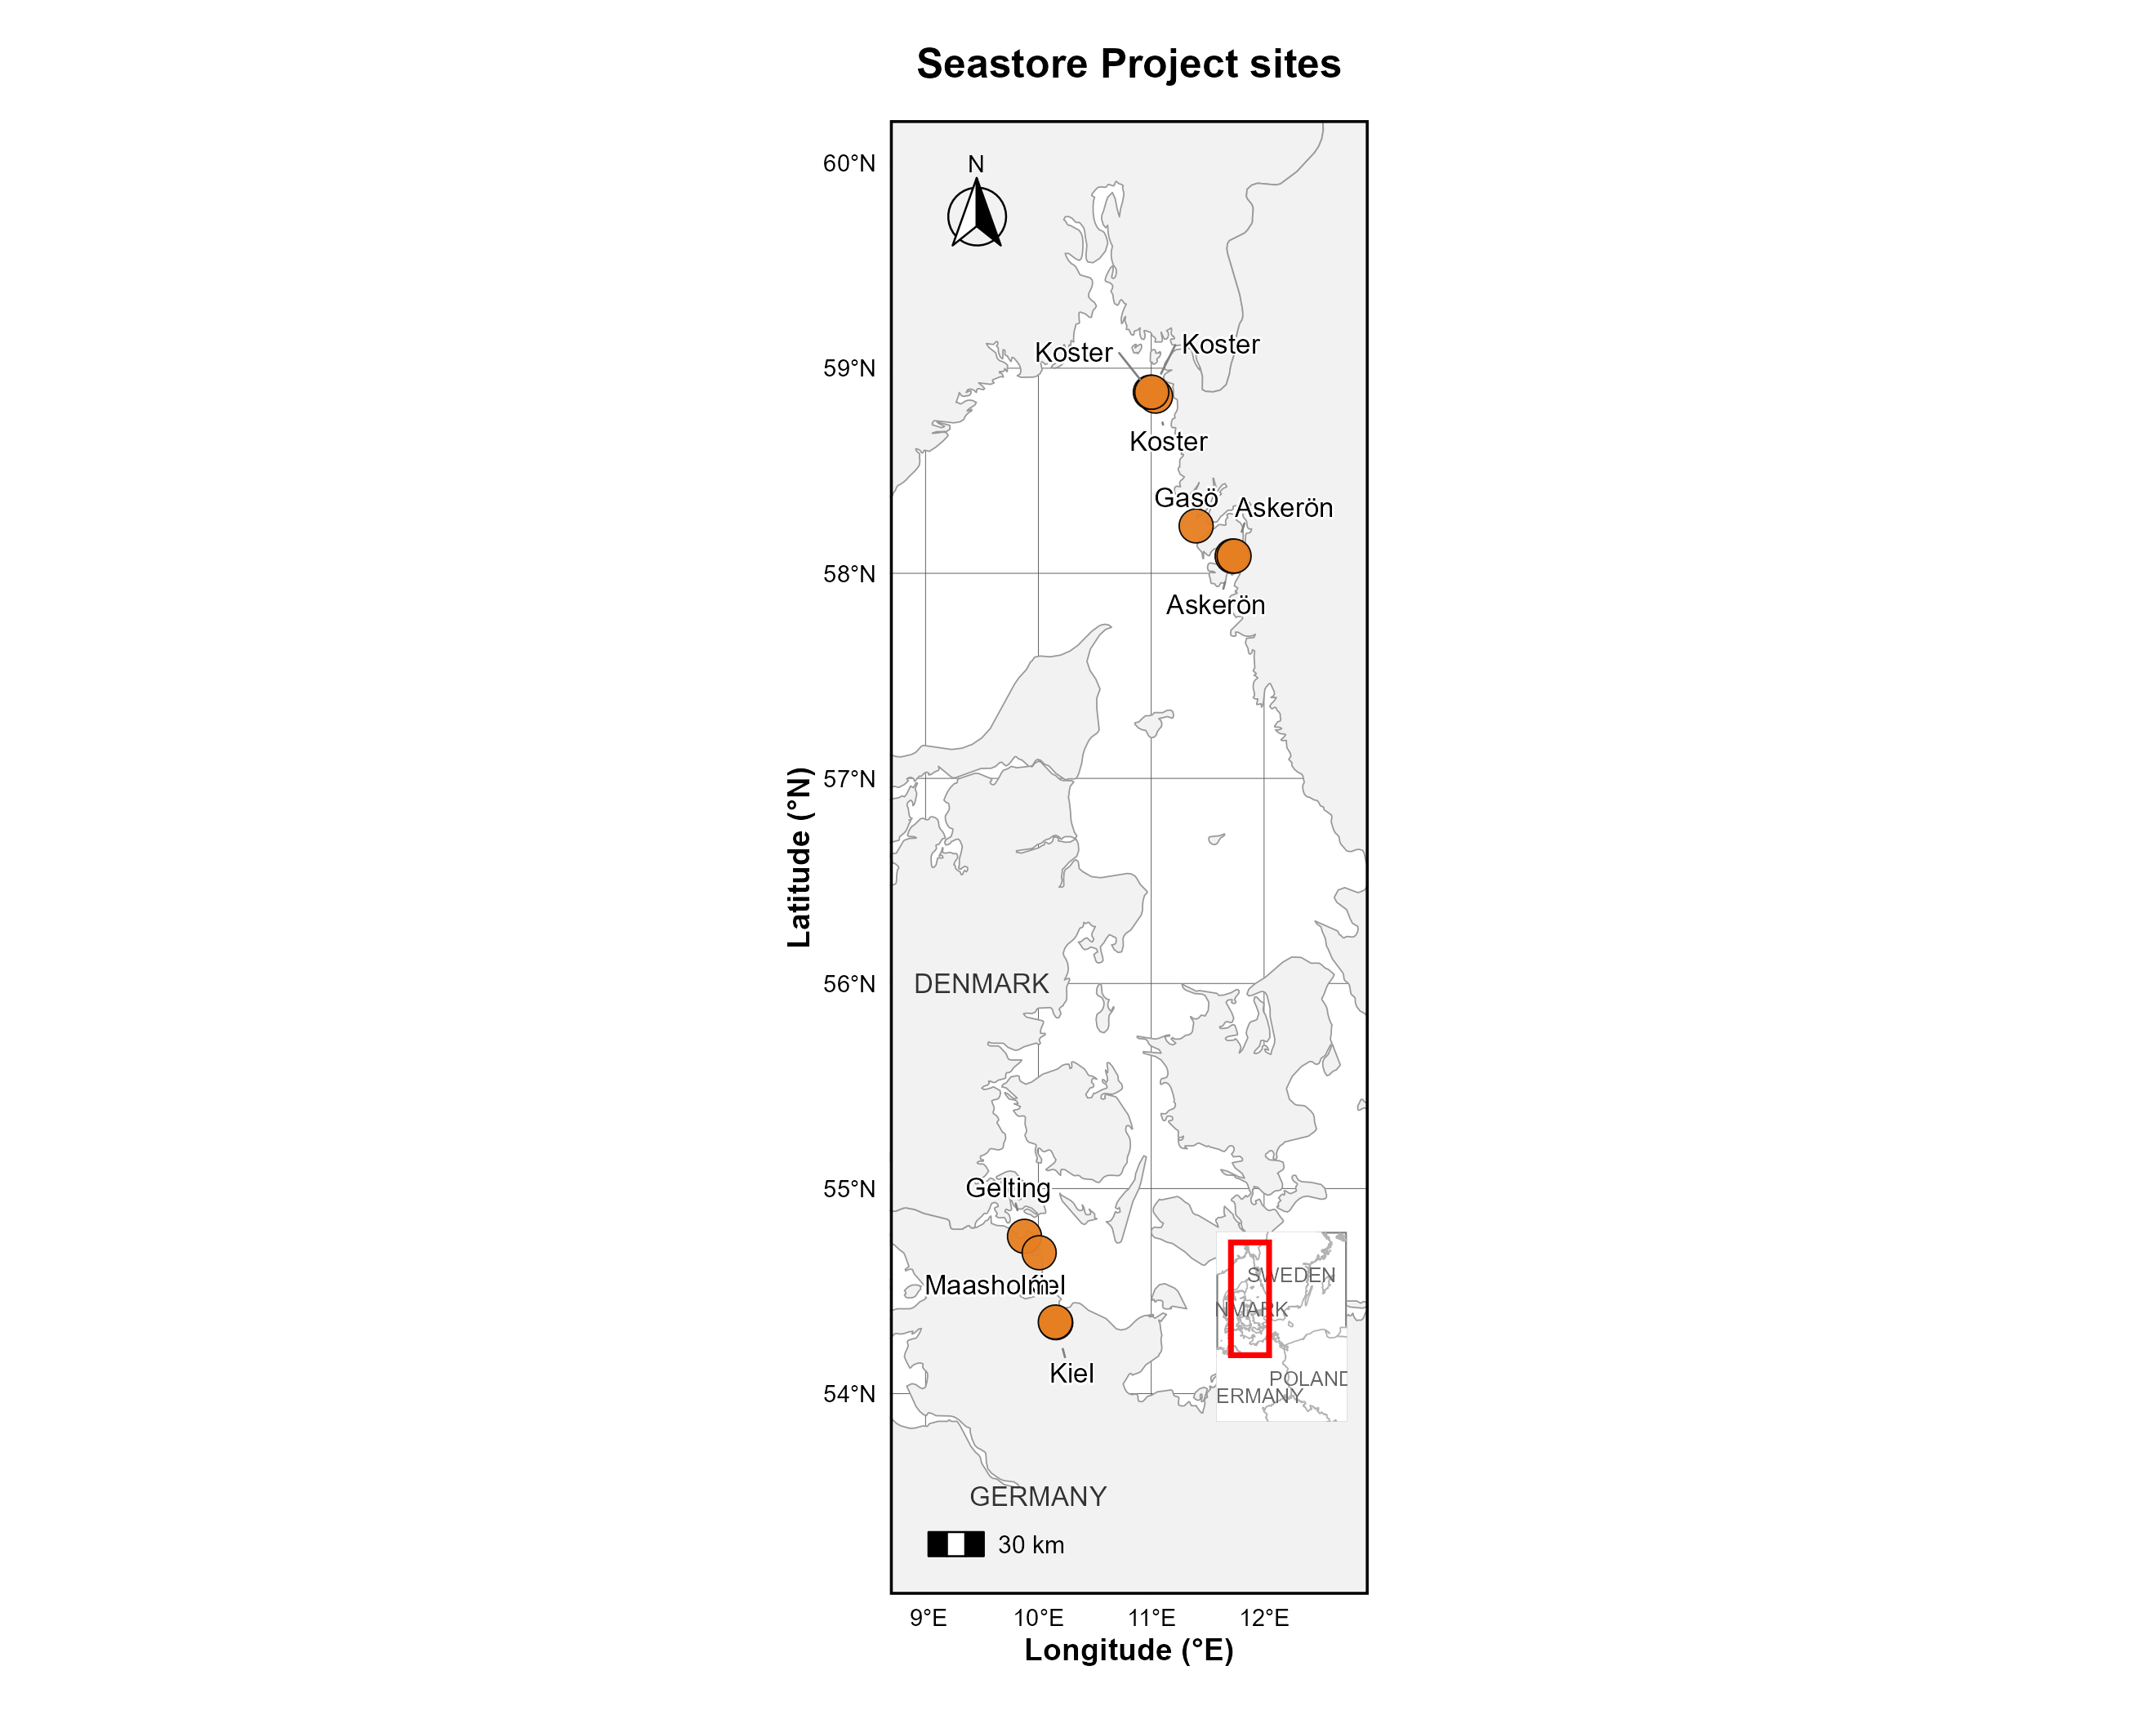 Seastore Project sites
60°N
N
Koster
Koster
59°N
Koster
Gasö
Askerön
58°N
Askerön
57°N
Latitude (°N)
DENMARK
56°N
55°N
Gelting
Maasholm
SWEDEN
NMARK
Kiel
POLAND
54°N
ERMANY
GERMANY
30 km
9°E
10°E
11°E
12°E
Longitude (°E)